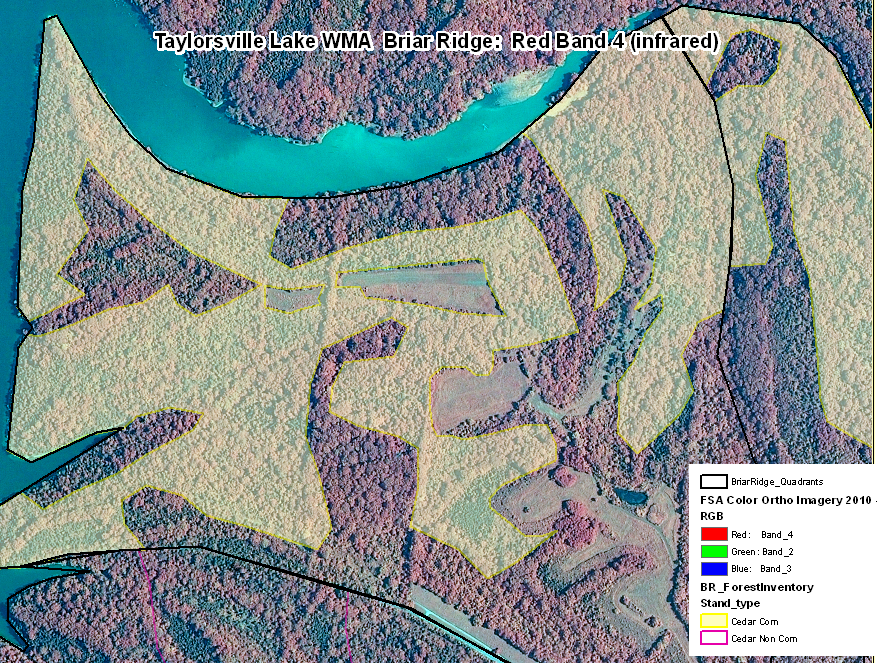 Taylorsville Lake WMA Briar Ridge: Red Band 4 (infrared)
BriarRidge_Quadrants
FSA Color Ortho Imagery 2010 -
RGB
Red: Band_4
Green: Band_2
Blue: Band_3
BR_ForestInventory
Stand_type
Cedar Com
Cedar Non Com